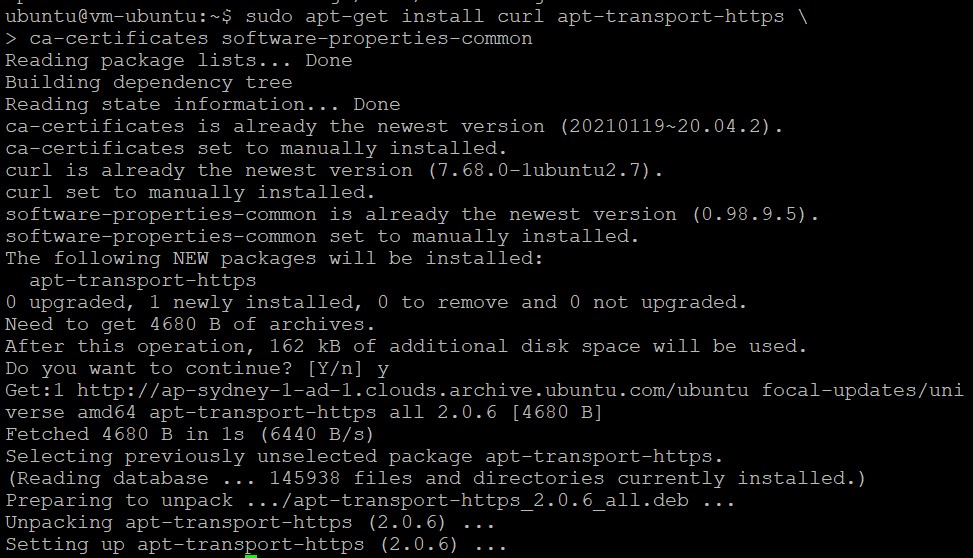 ubuntu@vm-ubuntu:~$ sudo apt-get install curl apt-transport-https \
> ca-certificates software-properties-common
Reading package lists... Done
Building dependency tree
Reading state information... Done
ca-certificates is already the newest version (20210119~20.04.2).
ca-certificates set to manually installed.
curl is already the newest version (7.68.0-1ubuntu2.7).
curl set to manually installed.
software-properties-common is already the newest version (0.98.9.5).
software-properties-common set to manually installed.
The following NEW packages will be installed:
  apt-transport-https
0 upgraded, 1 newly installed, 0 to remove and 0 not upgraded.
Need to get 4680 B of archives.
After this operation, 162 kB of additional disk space will be used.
Do you want to continue? [Y/n] y
Get:1 http://ap-sydney-1-ad-1.clouds.archive.ubuntu.com/ubuntu focal-updates/uni
verse amd64 apt-transport-https all 2.0.6 [4680 B]
Fetched 4680 B in 1s (6440 B/s)
Selecting previously unselected package apt-transport-https.
(Reading database ... 145938 files and directories currently installed.)
Preparing to unpack .../apt-transport-https_2.0.6_all.deb ...
Unpacking apt-transport-https (2.0.6) ...
Setting up apt-transport-https (2.0.6) ...